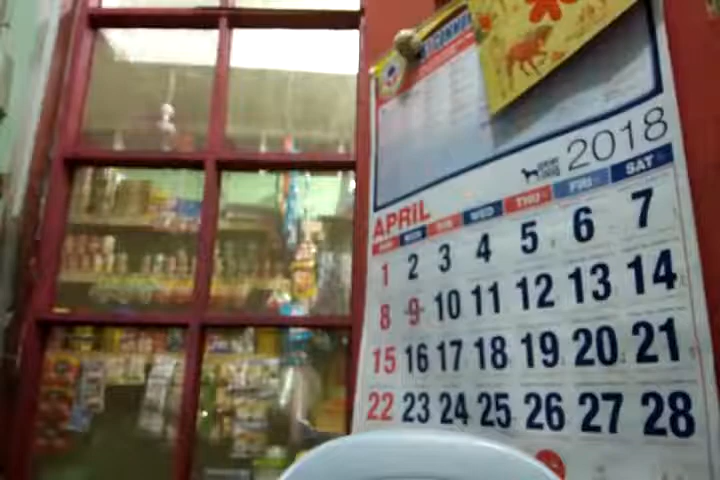 2018
APRIL
SUN MON TUE WED THU FRI SAT
1 2 3 4 5 6 7
8 9 10 11 12 13 14
15 16 17 18 19 20 21
22 23 24 25 26 27 28